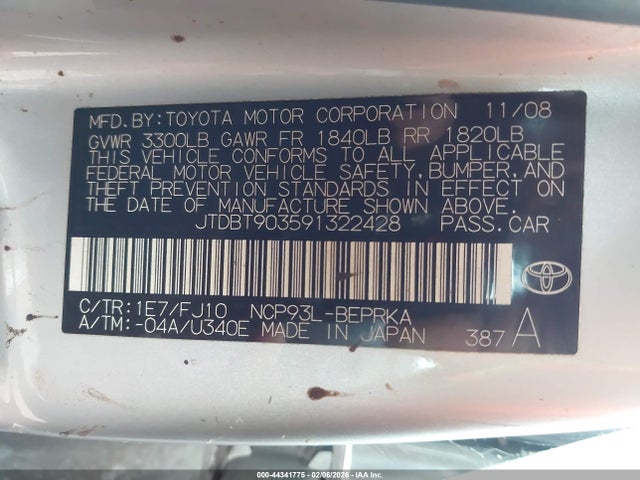 MFD.BY:TOYOTA MOTOR CORPORATION 11/08
GVWR 3300LB GAWR FR 1840LB RR 1820LB
THIS VEHICLE CONFORMS TO ALL APPLICABLE
FEDERAL MOTOR VEHICLE SAFETY,BUMPER,AND
THEFT PREVENTION STANDARDS IN EFFECT ON
THE DATE OF MANUFACTURE SHOWN ABOVE.
JTDBT903591322428 PASS.CAR
C/TR:1E7/FJ10 NCP93L-BEPRKA
A/TM:-04A/U340E MADE IN JAPAN 387A
000-44341775 - 02/06/2026 - IAA Inc.